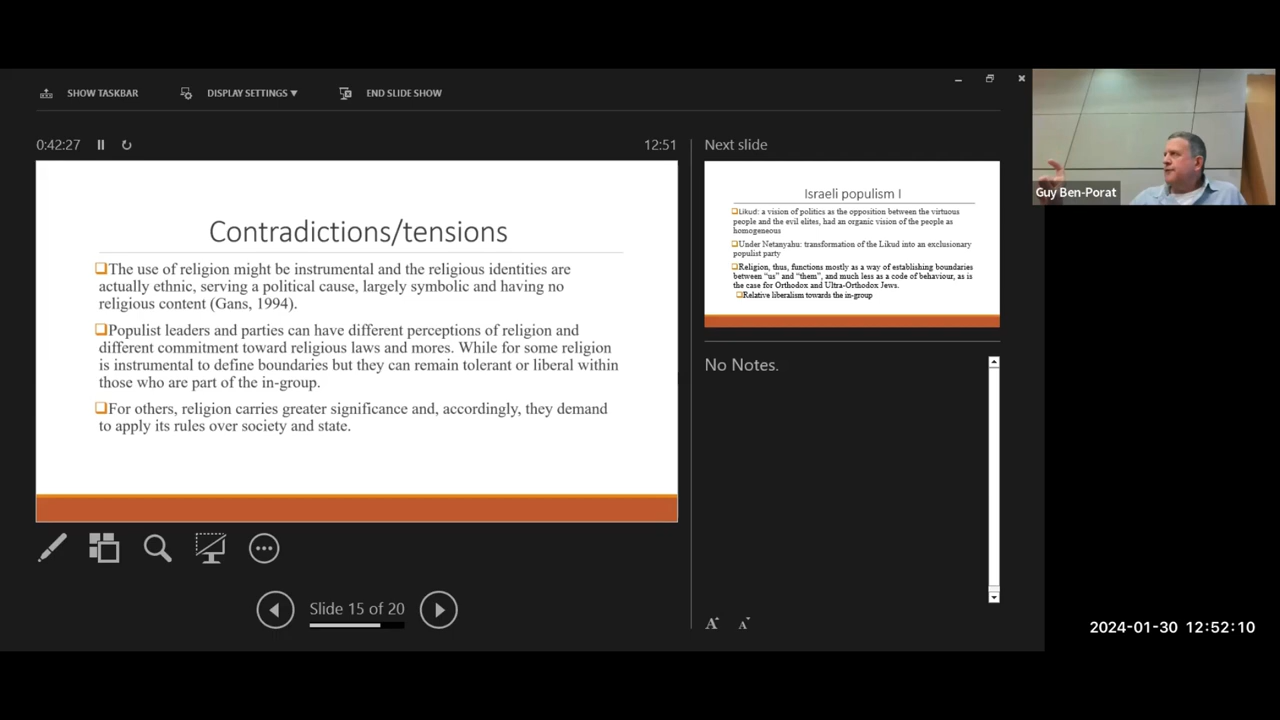 SHOW TASKBAR
DISPLAY SETTINGS
END SLIDE SHOW
0:42:27
12:51
Contradictions/tensions
The use of religion might be instrumental and the religious identities are
actually ethnic, serving a political cause, largely symbolic and having no
religious content (Gans, 1994).
Populist leaders and parties can have different perceptions of religion and
different commitment toward religious laws and mores. While for some religion
is instrumental to define boundaries but they can remain tolerant or liberal within
those who are part of the in-group.
For others, religion carries greater significance and, accordingly, they demand
to apply its rules over society and state.
Slide 15 of 20
Next slide
Israeli populism I
Likud: a vision of politics as the opposition between the virtuous
people and the evil elites, had an organic vision of the people as
homogeneous
Under Netanyahu: transformation of the Likud into an exclusionary
populist party
Religion, thus, functions mostly as a way of establishing boundaries
between “us” and “them”, and much less as a code of behaviour, as is
the case for Orthodox and Ultra-Orthodox Jews.
Relative liberalism towards the in-group
No Notes.
A A
Guy Ben-Porat
2024-01-30 12:52:10